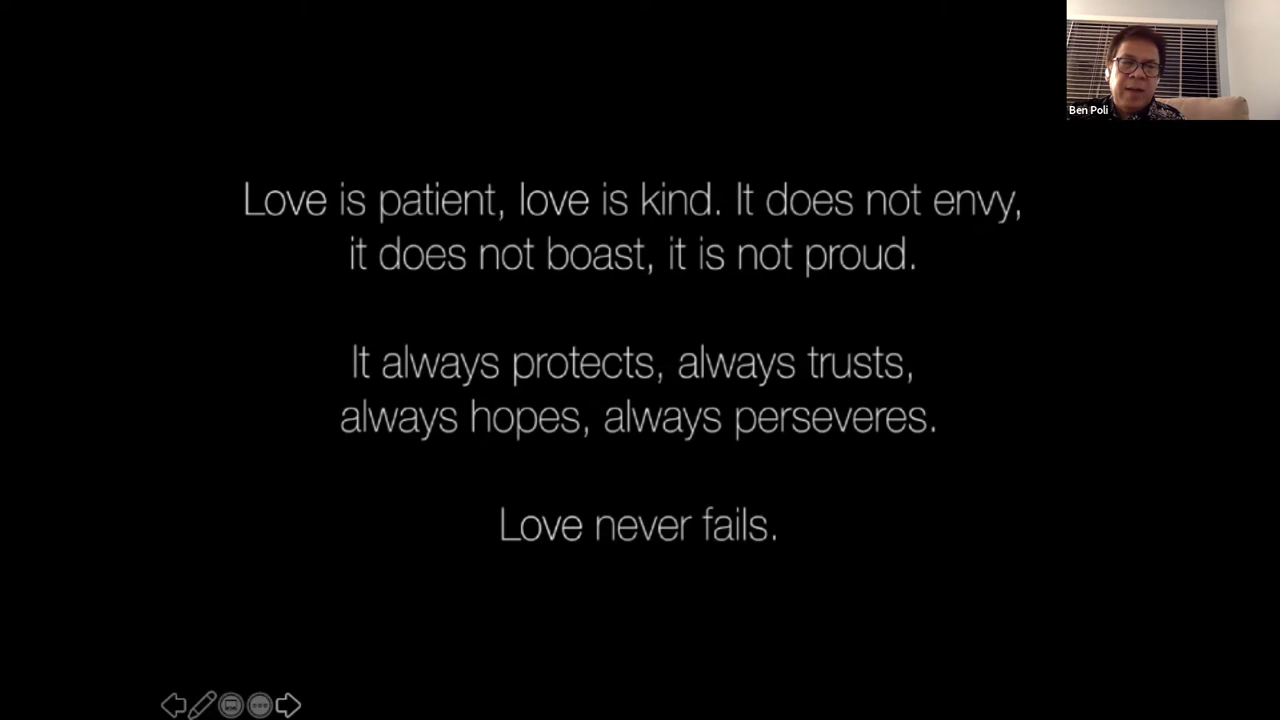 Ben Poli
Love is patient, love is kind. It does not envy,
it does not boast, it is not proud.
It always protects, always trusts,
always hopes, always perseveres.
Love never fails.